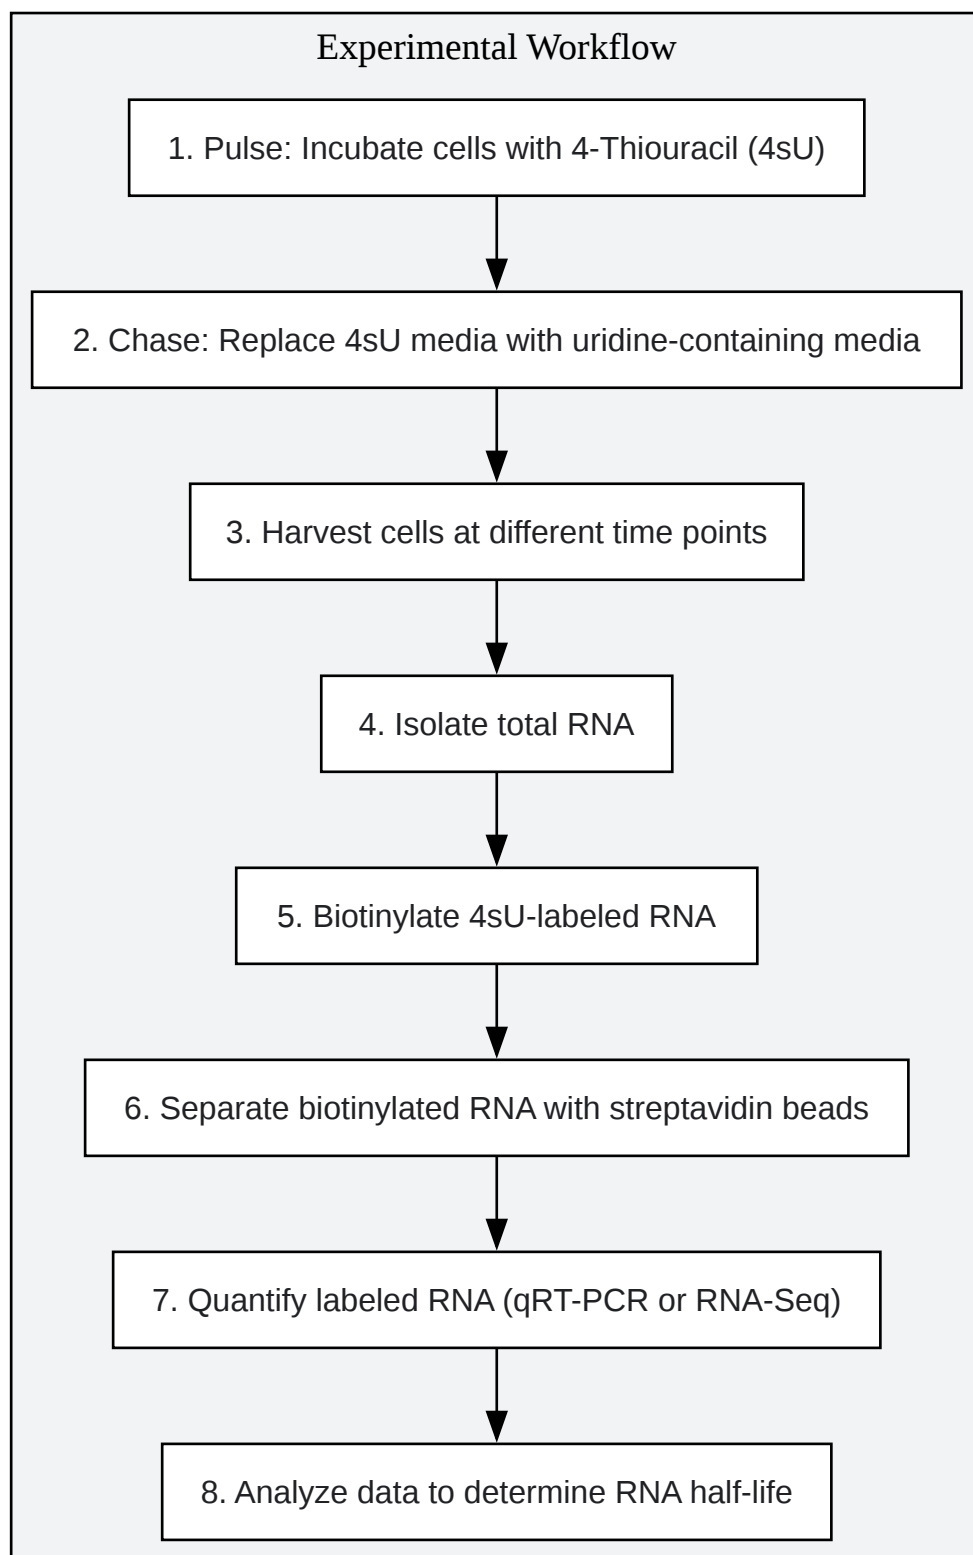 Experimental Workflow
1. Pulse: Incubate cells with 4-Thiouracil (4sU)
2. Chase: Replace 4sU media with uridine-containing media
3. Harvest cells at different time points
4. Isolate total RNA
5. Biotinylate 4sU-labeled RNA
6. Separate biotinylated RNA with streptavidin beads
7. Quantify labeled RNA (qRT-PCR or RNA-Seq)
8. Analyze data to determine RNA half-life